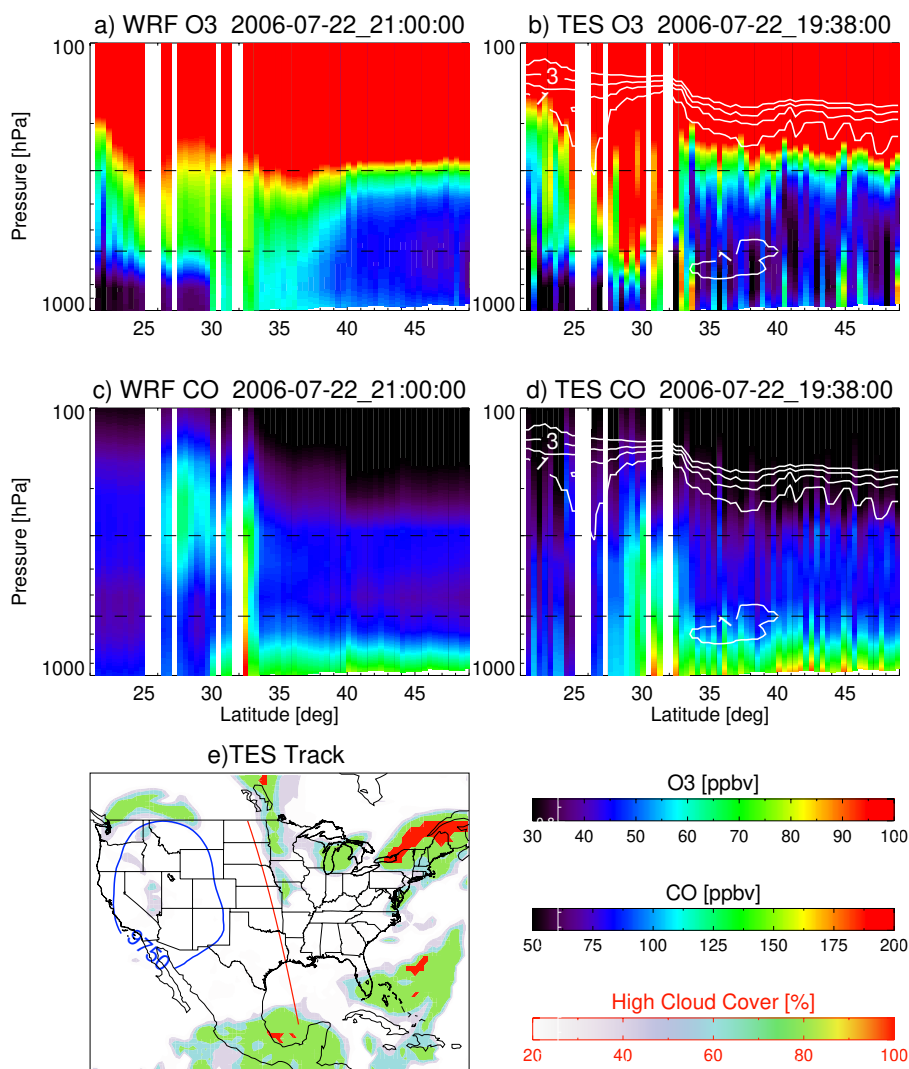 a) WRF O3 2006-07-22_21:00:00
b) TES O3 2006-07-22_19:38:00
100
1000
Pressure [hPa]
25 30 35 40 45
100
1000
3
1
1
25 30 35 40 45
c) WRF CO 2006-07-22_21:00:00
d) TES CO 2006-07-22_19:38:00
100
1000
Pressure [hPa]
25 30 35 40 45
Latitude [deg]
100
1000
3
1
1
25 30 35 40 45
Latitude [deg]
e)TES Track
9750
O3 [ppbv]
30 40 50 60 70 80 90 100
CO [ppbv]
50 75 100 125 150 175 200
High Cloud Cover [%]
20 40 60 80 100